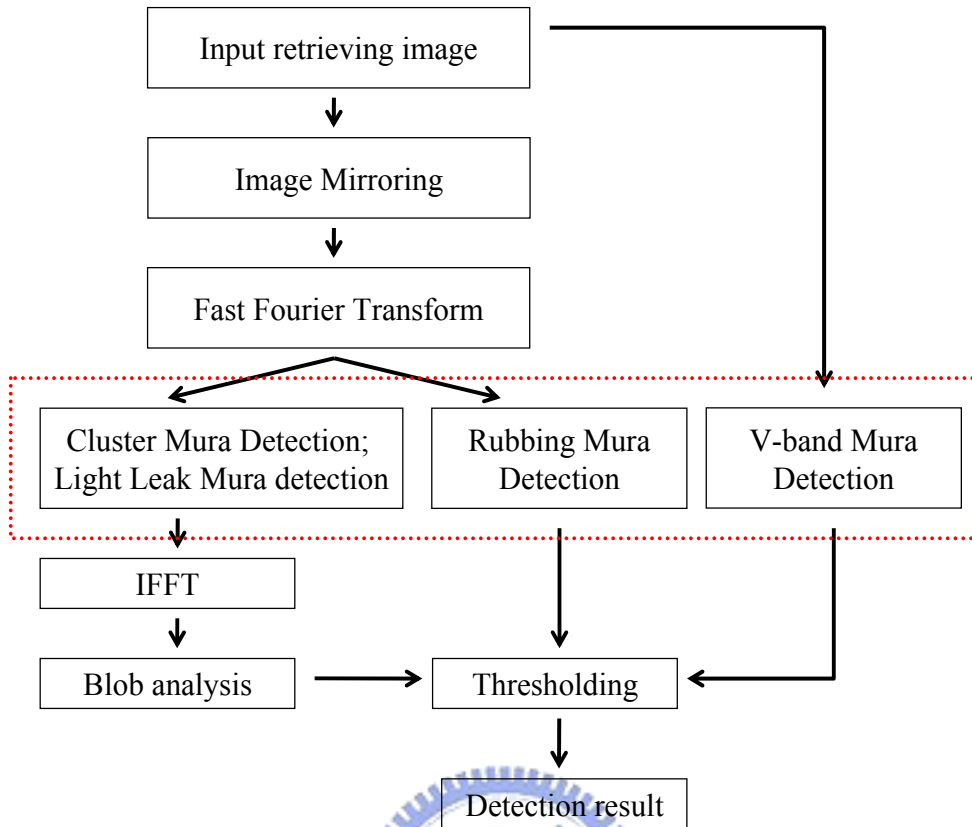 Input retrieving image
Image Mirroring
Fast Fourier Transform
Cluster Mura Detection;
Light Leak Mura detection
Rubbing Mura
Detection
V-band Mura
Detection
IFFT
Blob analysis
Thresholding
Detection result